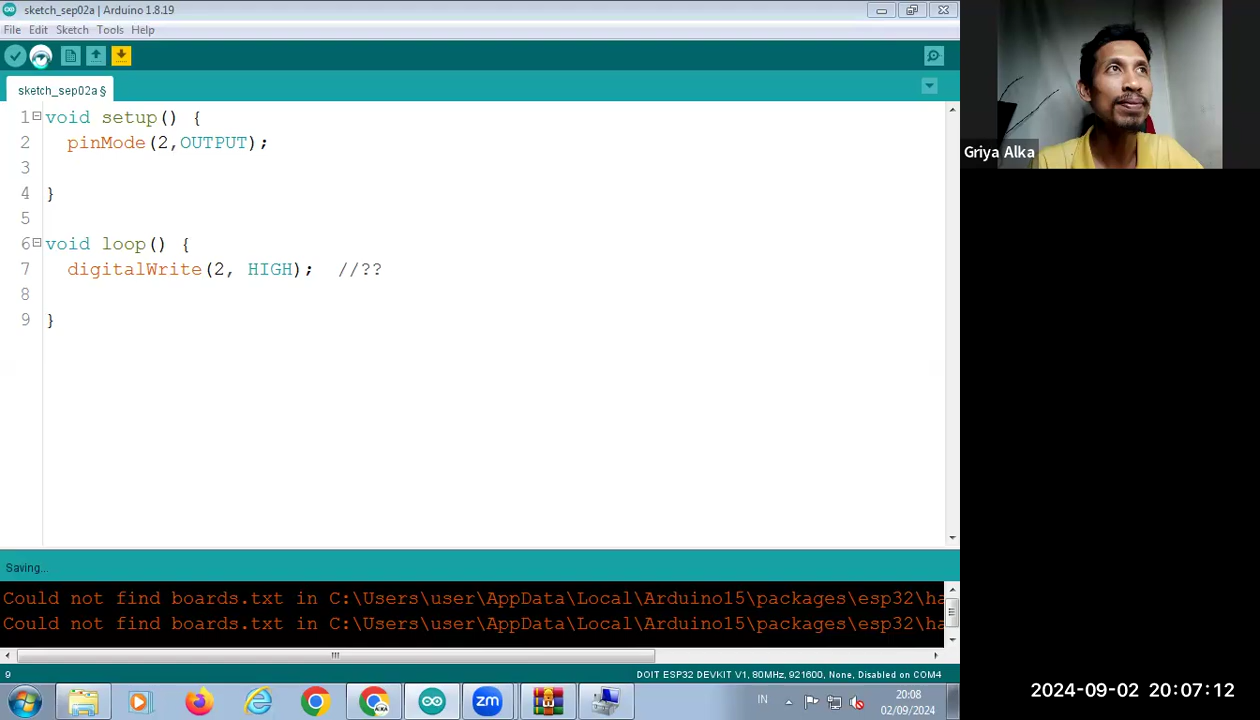 sketch_sep02a | Arduino 1.8.19
File Edit Sketch Tools Help
sketch_sep02a §
1 void setup() {
2 pinMode(2,OUTPUT);
3
4 }
5
6 void loop() {
7 digitalWrite(2, HIGH); //??
8
9 }
Saving...
Could not find boards.txt in C:\Users\user\AppData\Local\Arduino15\packages\esp32\ha
Could not find boards.txt in C:\Users\user\AppData\Local\Arduino15\packages\esp32\ha
9 DOIT ESP32 DEVKIT V1, 80MHz, 921600, None, Disabled on COM4
zm
IN
20:08
02/09/2024
Griya Alka
2024-09-02 20:07:12